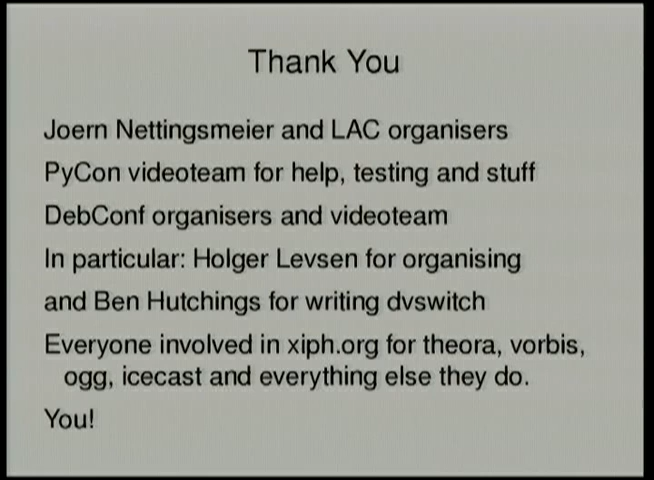 Thank You
Joern Nettingsmeier and LAC organisers
PyCon videoteam for help, testing and stuff
DebConf organisers and videoteam
In particular: Holger Levsen for organising
and Ben Hutchings for writing dvswitch
Everyone involved in xiph.org for theora, vorbis,
ogg, icecast and everything else they do.
You!